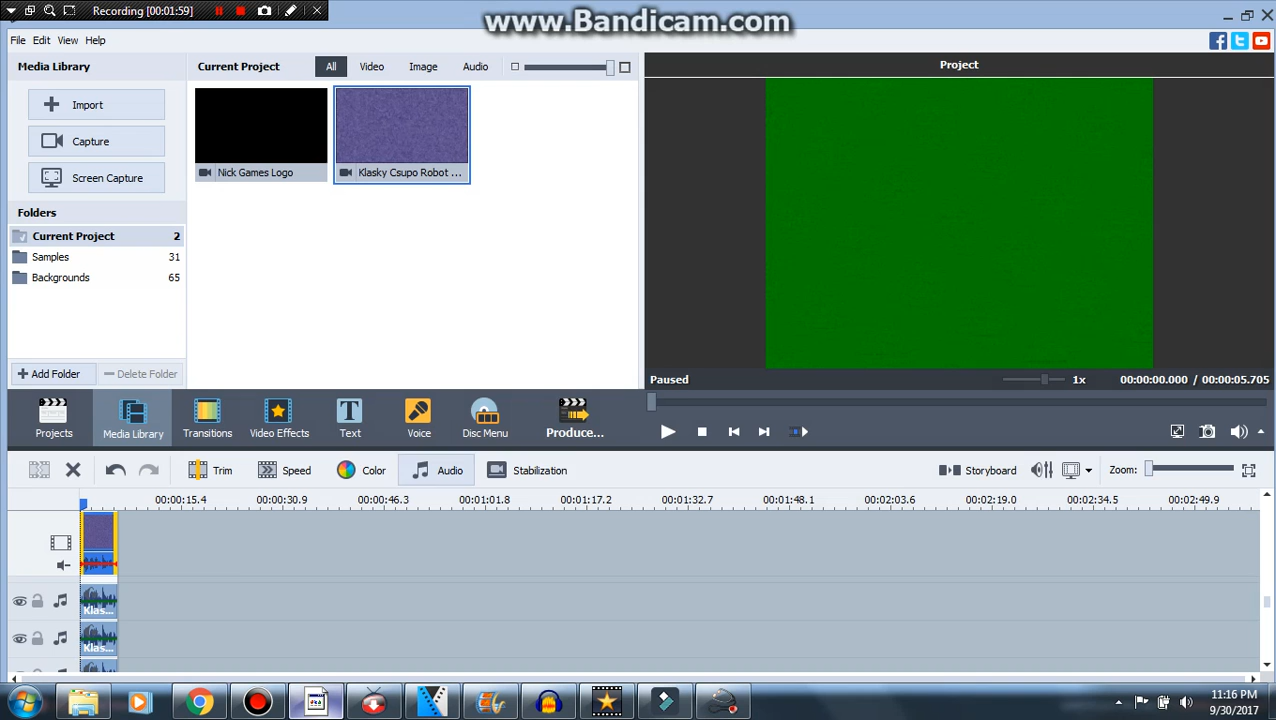 Recording [00:01:59]
www.Bandicam.com
File Edit View Help
Media Library
Current Project All Video Image Audio
Project
Import
Capture
Screen Capture
Nick Games Logo
Klasky Csupo Robot ...
Folders
Current Project 2
Samples 31
Backgrounds 65
Add Folder
Delete Folder
Paused 1x 00:00:00.000 / 00:00:05.705
Projects Media Library Transitions Video Effects Text Voice Disc Menu Produce...
Trim Speed Color Audio Stabilization Storyboard Zoom:
00:00:15.4 00:00:30.9 00:00:46.3 00:01:01.8 00:01:17.2 00:01:32.7 00:01:48.1 00:02:03.6 00:02:19.0 00:02:34.5 00:02:49.9
Klas...
Klas...
11:16 PM
9/30/2017